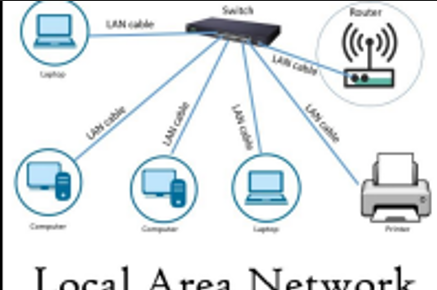 Switch
Router
LAN cable
LAN cable
Laptop
LAN cable
LAN cable
LAN cable
LAN cable
Computer
Computer
Laptop
Printer
Local Area Network